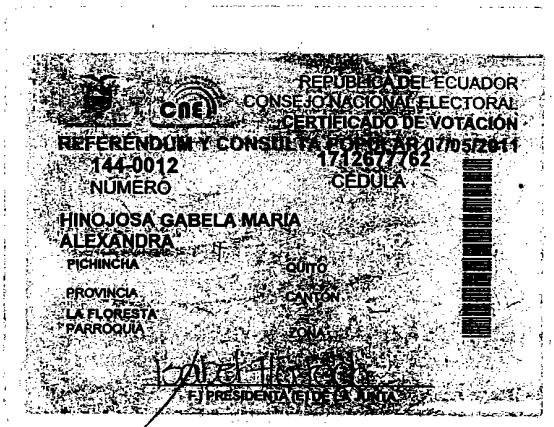 REPÚBLICA DEL ECUADOR
CNE
CONSEJO NACIONAL ELECTORAL
CERTIFICADO DE VOTACIÓN
REFERENDUM Y CONSULTA POPULAR 07/05/2011
144-0012 1712677762
NÚMERO CÉDULA
HINOJOSA GABELA MARIA
ALEXANDRA
PICHINCHA QUITO
PROVINCIA CANTÓN
LA FLORESTA
PARROQUIA ZONA
F.) PRESIDENTA (E) DE LA JUNTA